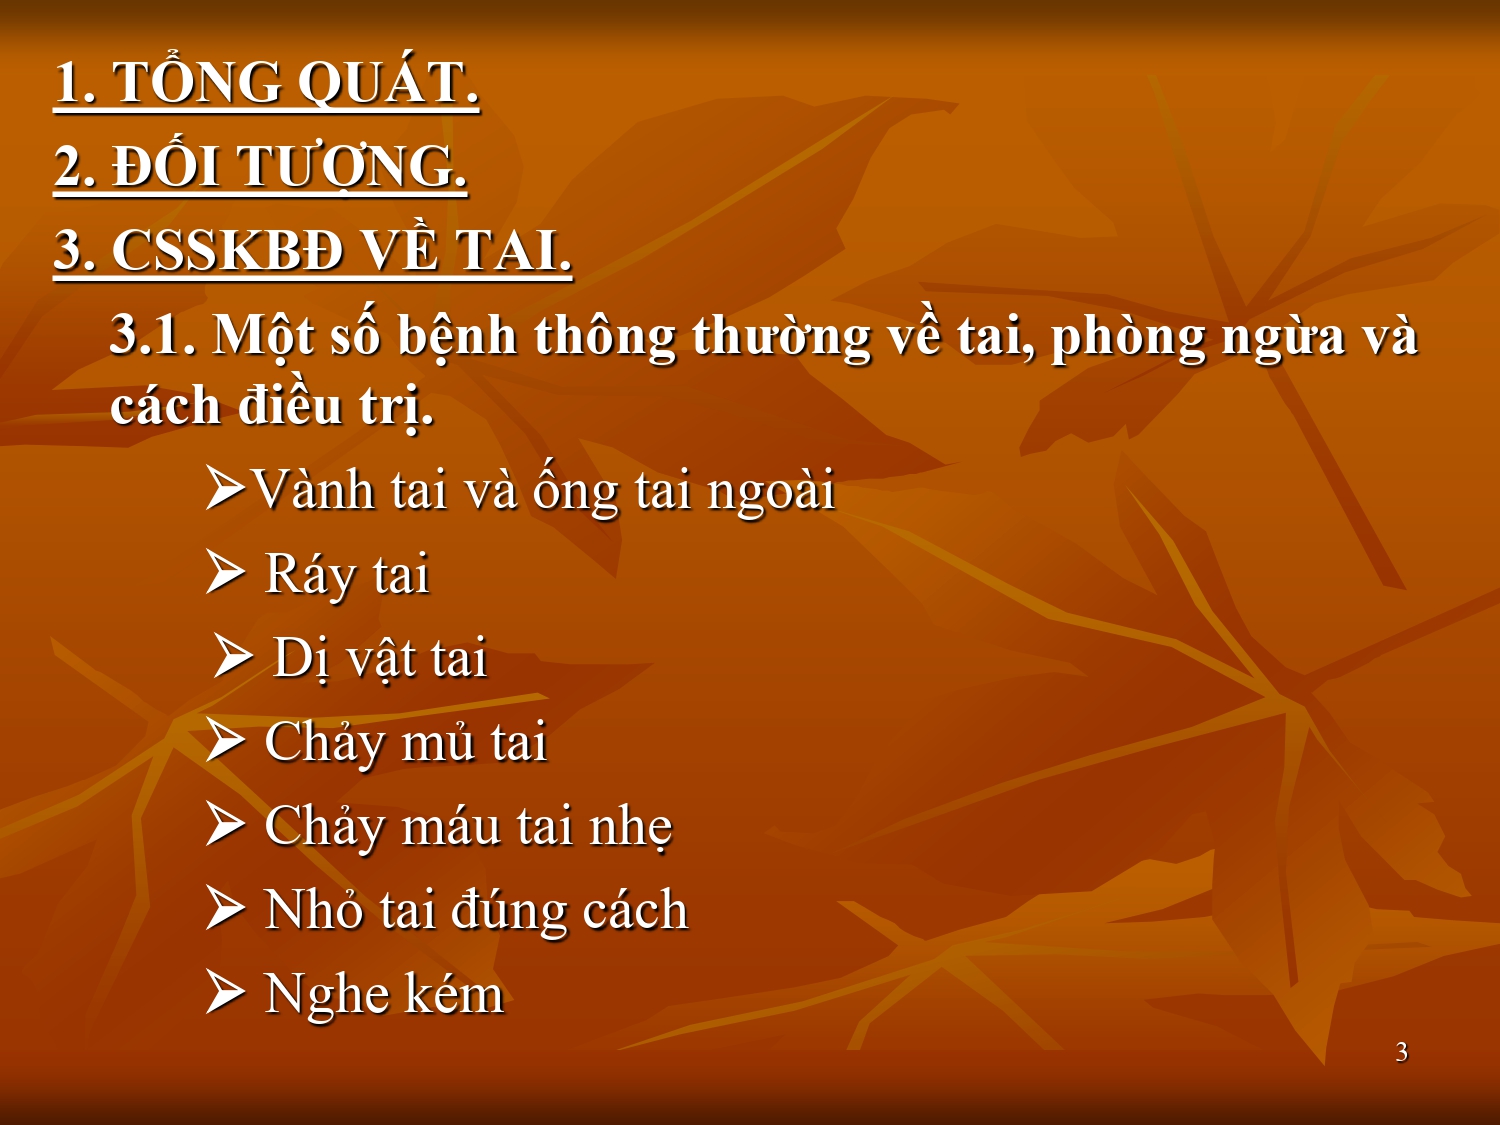 1. TỔNG QUÁT.
2. ĐỐI TƯỢNG.
3. CSSKBĐ VỀ TAI.
3.1. Một số bệnh thông thường về tai, phòng ngừa và
cách điều trị.
➢Vành tai và ống tai ngoài
➢ Ráy tai
➢ Dị vật tai
➢ Chảy mủ tai
➢ Chảy máu tai nhẹ
➢ Nhỏ tai đúng cách
➢ Nghe kém
3